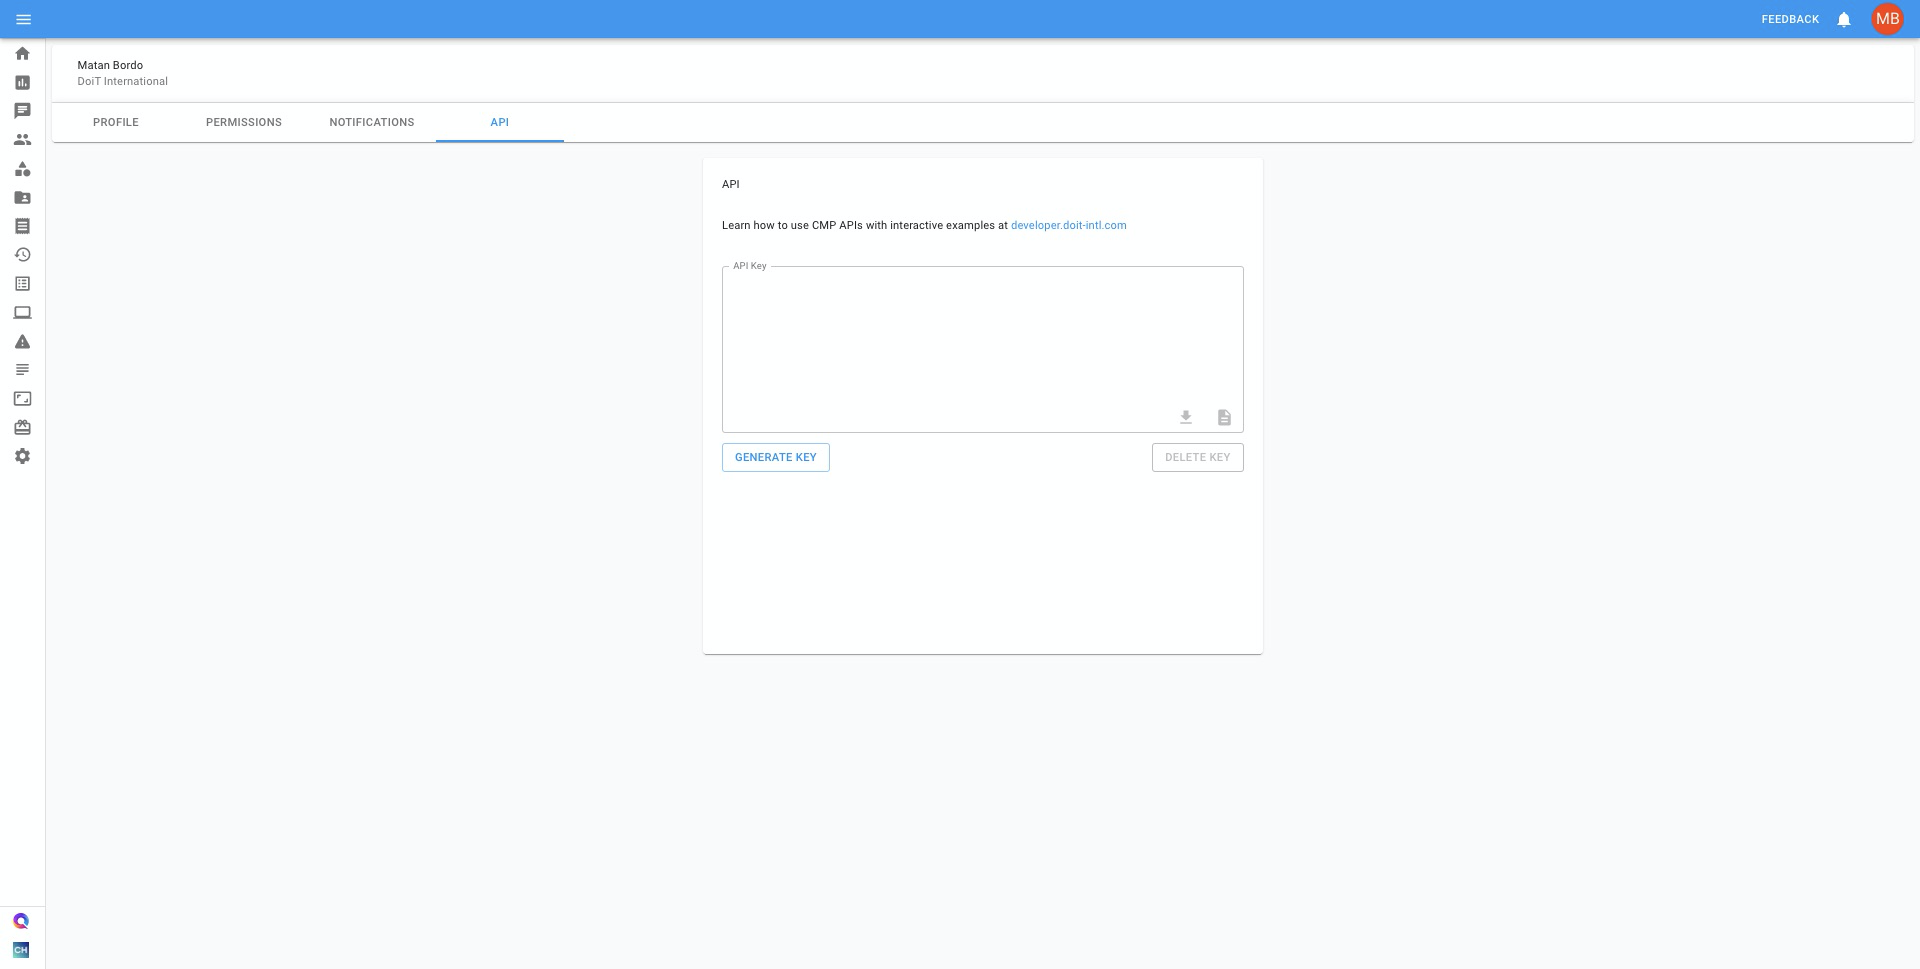 FEEDBACK
MB
Matan Bordo
DoiT International
PROFILE PERMISSIONS NOTIFICATIONS API
API
Learn how to use CMP APIs with interactive examples at developer.doit-intl.com
API Key
GENERATE KEY DELETE KEY
CH